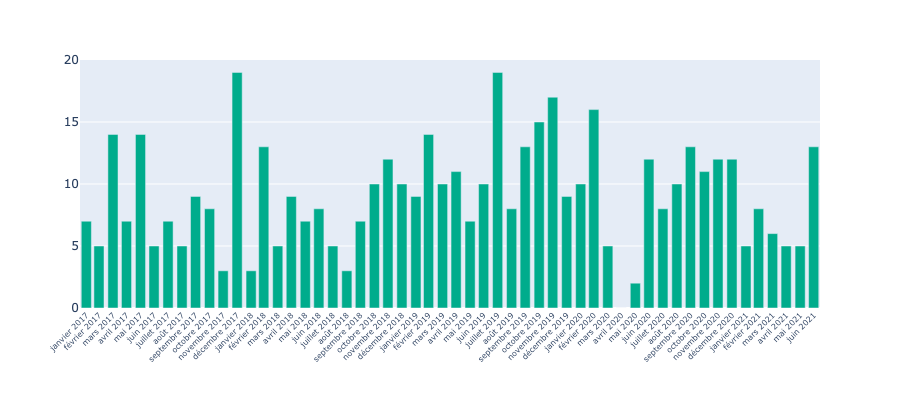 20
15
10
5
0
janvier 2017
février 2017
mars 2017
avril 2017
mai 2017
juin 2017
juillet 2017
août 2017
septembre 2017
octobre 2017
novembre 2017
décembre 2017
janvier 2018
février 2018
mars 2018
avril 2018
mai 2018
juin 2018
juillet 2018
août 2018
septembre 2018
octobre 2018
novembre 2018
décembre 2018
janvier 2019
février 2019
mars 2019
avril 2019
mai 2019
juin 2019
juillet 2019
août 2019
septembre 2019
octobre 2019
novembre 2019
décembre 2019
janvier 2020
février 2020
mars 2020
avril 2020
mai 2020
juin 2020
juillet 2020
août 2020
septembre 2020
octobre 2020
novembre 2020
décembre 2020
janvier 2021
février 2021
mars 2021
avril 2021
mai 2021
juin 2021